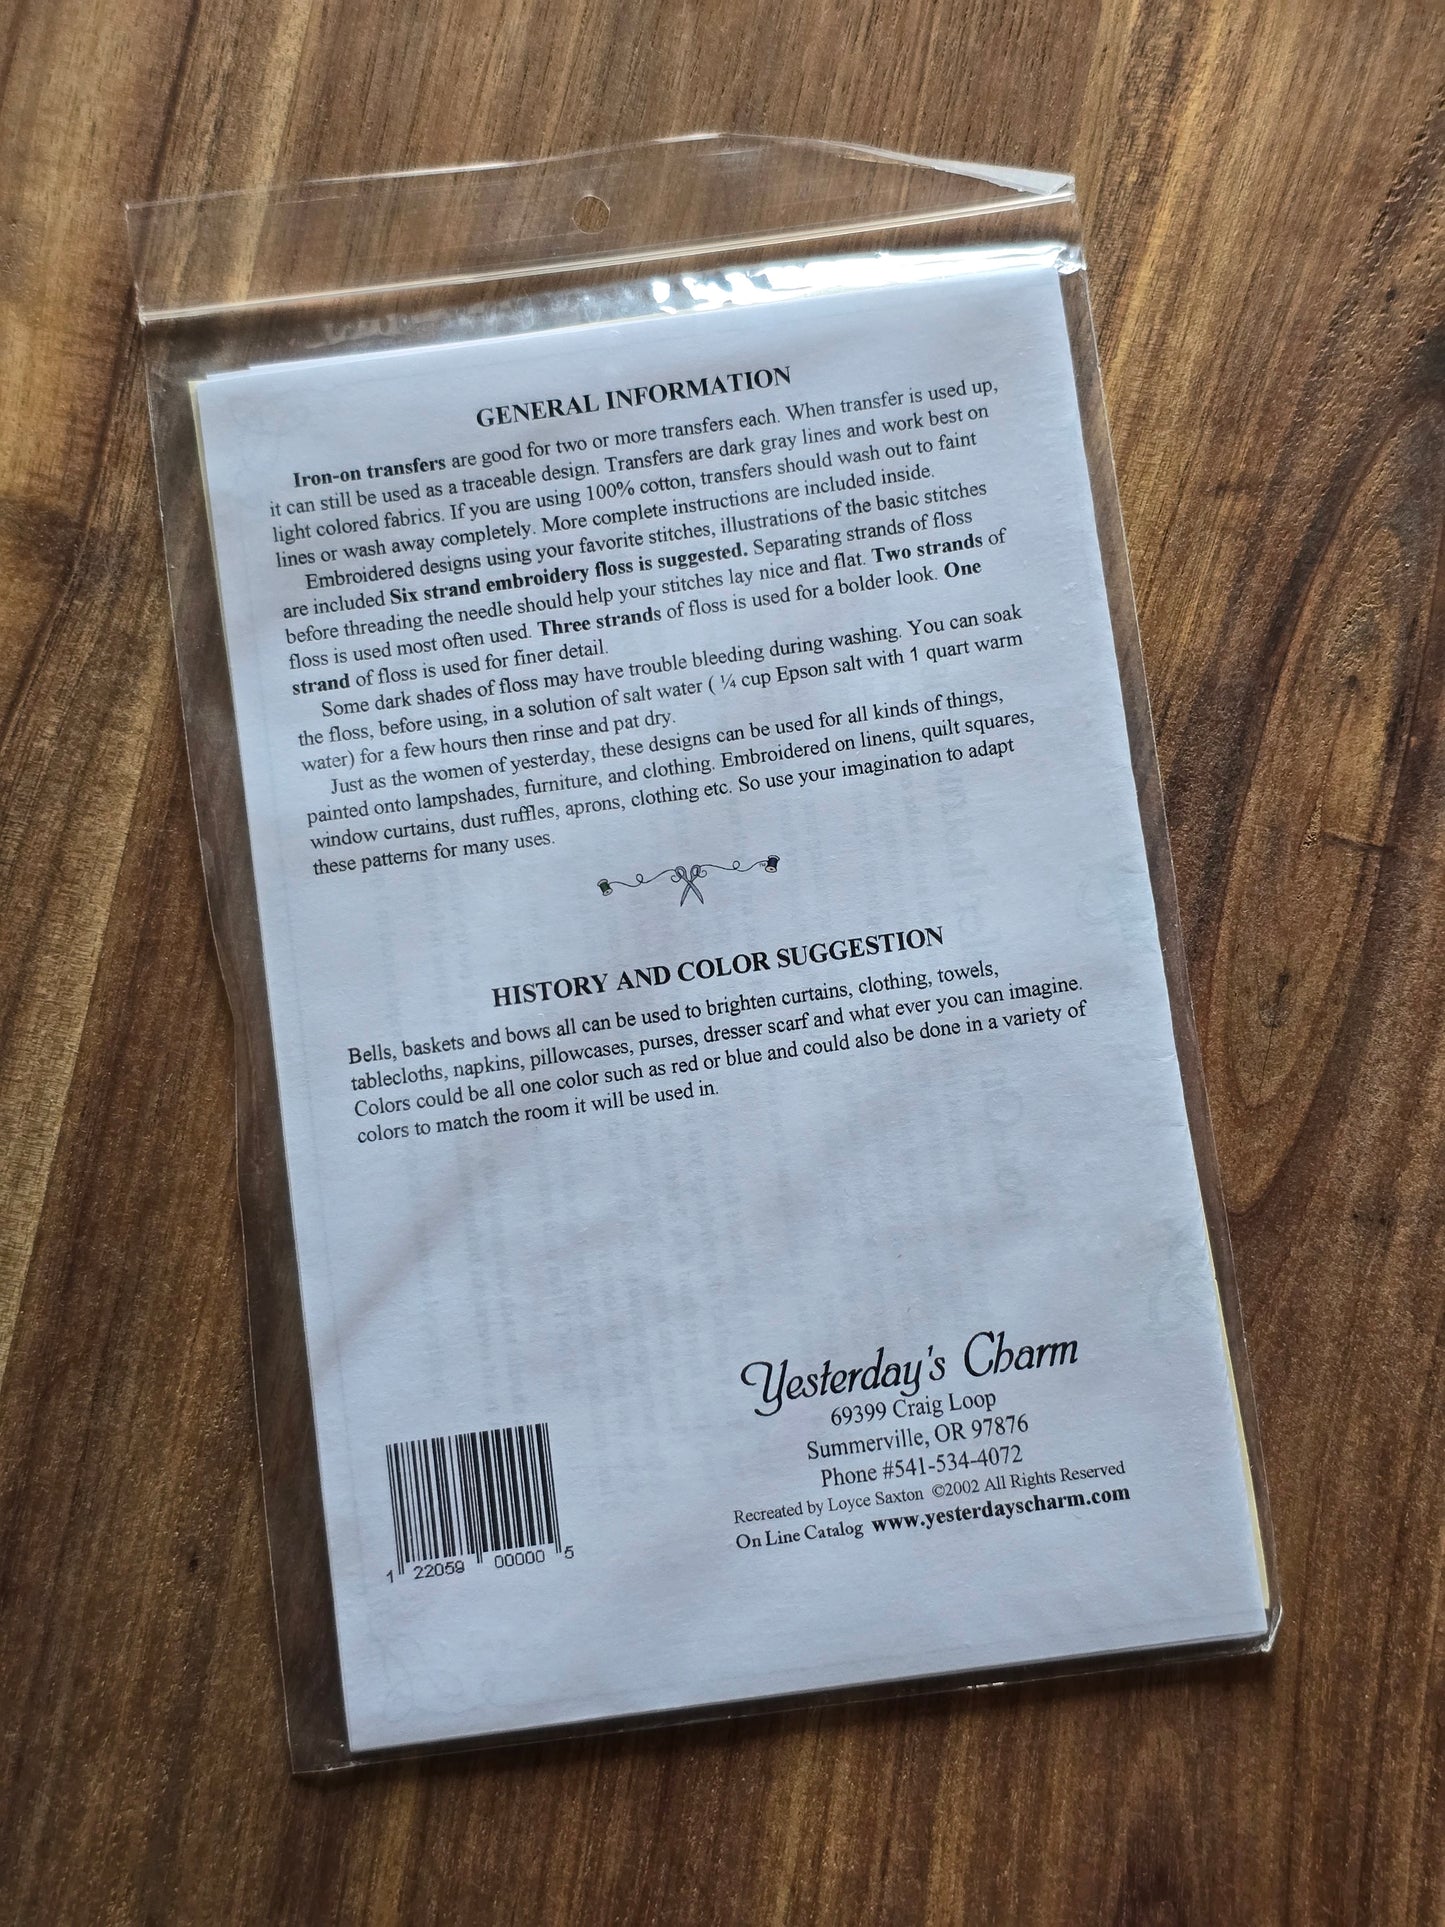 GENERAL INFORMATION
Iron-on transfers are good for two or more transfers each. When transfer is used up,
it can still be used as a traceable design. Transfers are dark gray lines and work best on
light colored fabrics. If you are using 100% cotton, transfers should wash out to faint
lines or wash away completely. More complete instructions are included inside.
Embroidered designs using your favorite stitches, illustrations of the basic stitches
are included Six strand embroidery floss is suggested. Separating strands of floss
before threading the needle should help your stitches lay nice and flat. Two strands of
floss is used most often used. Three strands of floss is used for a bolder look. One
strand of floss is used for finer detail.
Some dark shades of floss may have trouble bleeding during washing. You can soak
the floss, before using, in a solution of salt water ( ¼ cup Epson salt with 1 quart warm
water) for a few hours then rinse and pat dry.
Just as the women of yesterday, these designs can be used for all kinds of things,
painted onto lampshades, furniture, and clothing. Embroidered on linens, quilt squares,
window curtains, dust ruffles, aprons, clothing etc. So use your imagination to adapt
these patterns for many uses.
HISTORY AND COLOR SUGGESTION
Bells, baskets and bows all can be used to brighten curtains, clothing, towels,
tablecloths, napkins, pillowcases, purses, dresser scarf and what ever you can imagine.
Colors could be all one color such as red or blue and could also be done in a variety of
colors to match the room it will be used in.
Yesterday's Charm
69399 Craig Loop
Summerville, OR 97876
Phone #541-534-4072
Recreated by Loyce Saxton ©2002 All Rights Reserved
On Line Catalog www.yesterdayscharm.com
1 22059 00000 5